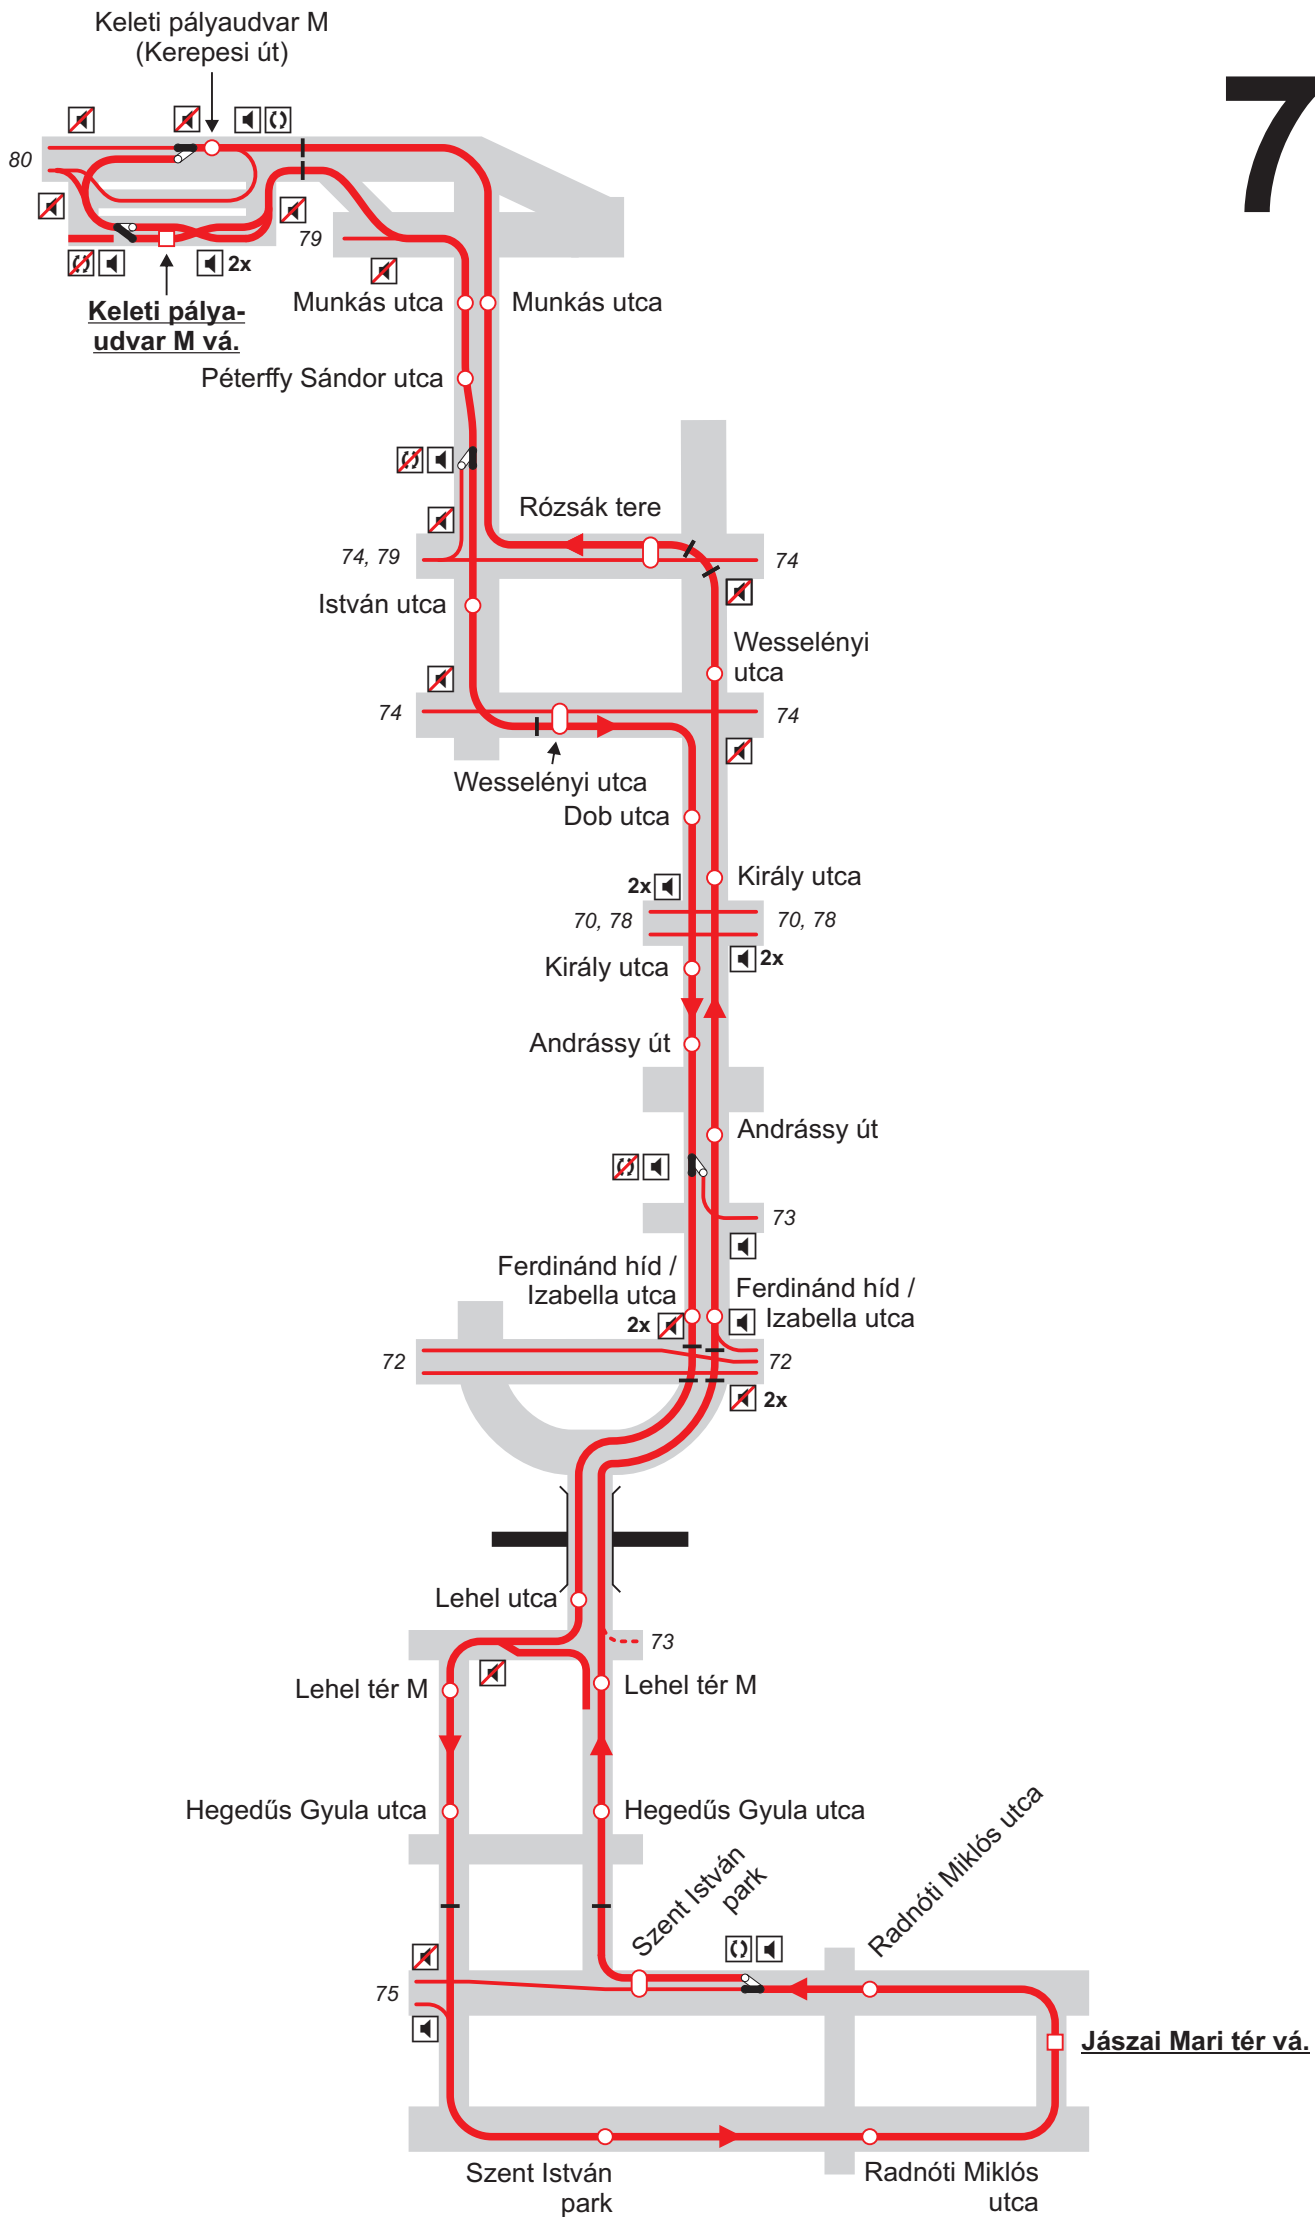 Keleti pályaudvar M
(Kerepesi út)
7
80
79
2x
Keleti pálya-
udvar M vá.
Munkás utca
Munkás utca
Péterffy Sándor utca
Rózsák tere
74, 79
74
István utca
Wesselényi
utca
74
74
Wesselényi utca
Dob utca
2x
Király utca
70, 78
70, 78
2x
Király utca
Andrássy út
Andrássy út
73
Ferdinánd híd /
Izabella utca
Ferdinánd híd /
Izabella utca
2x
72
72
2x
Lehel utca
73
Lehel tér M
Lehel tér M
Hegedűs Gyula utca
Hegedűs Gyula utca
Szent István
park
Radnóti Miklós utca
75
Jászai Mari tér vá.
Szent István
park
Radnóti Miklós
utca